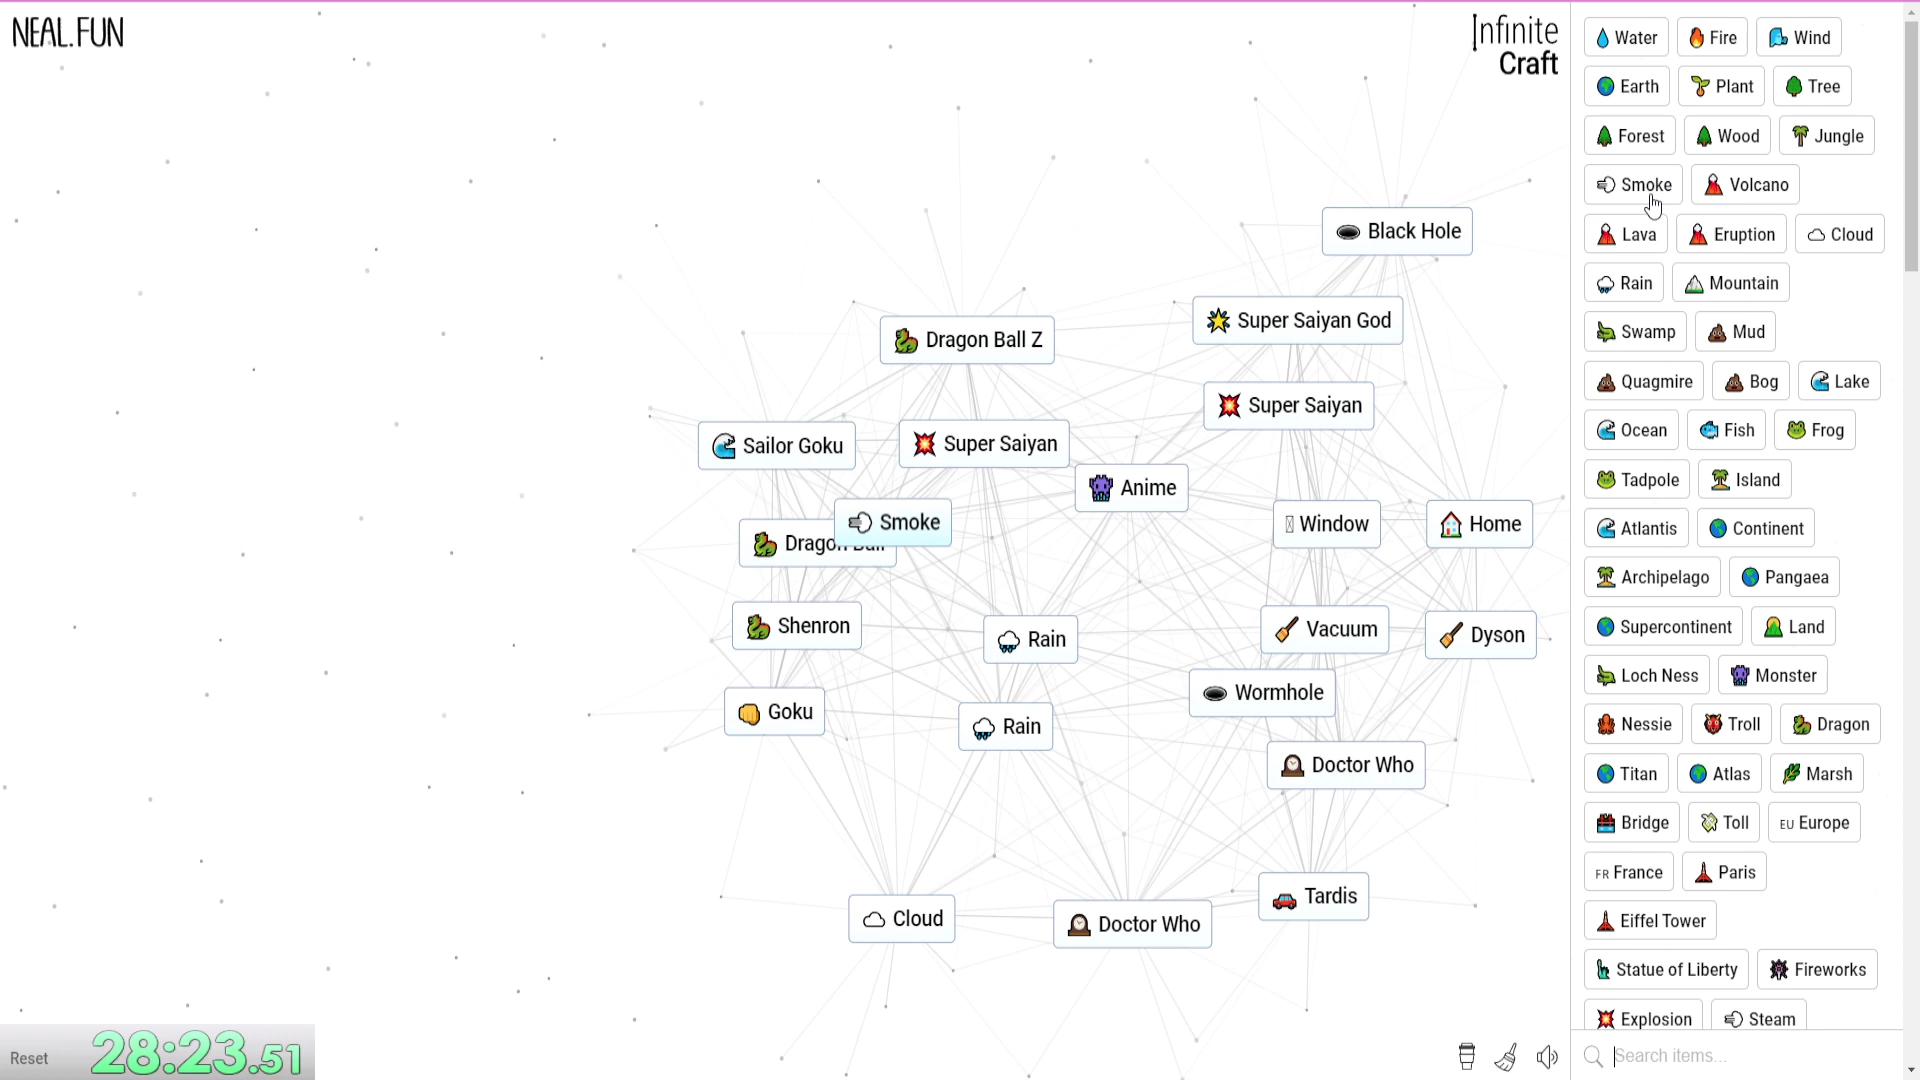 NEAL.FUN
Infinite
Craft
Black Hole
Super Saiyan God
Dragon Ball Z
Super Saiyan
Sailor Goku
Super Saiyan
Anime
Smoke
Window
Home
Dragon Ball
Shenron
Rain
Vacuum
Dyson
Wormhole
Goku
Rain
Doctor Who
Tardis
Cloud
Doctor Who
Reset
28:23.51
Water Fire Wind
Earth Plant Tree
Forest Wood Jungle
Smoke Volcano
Lava Eruption Cloud
Rain Mountain
Swamp Mud
Quagmire Bog Lake
Ocean Fish Frog
Tadpole Island
Atlantis Continent
Archipelago Pangaea
Supercontinent Land
Loch Ness Monster
Nessie Troll Dragon
Titan Atlas Marsh
Bridge Toll EU Europe
FR France Paris
Eiffel Tower
Statue of Liberty Fireworks
Explosion Steam
Search items...